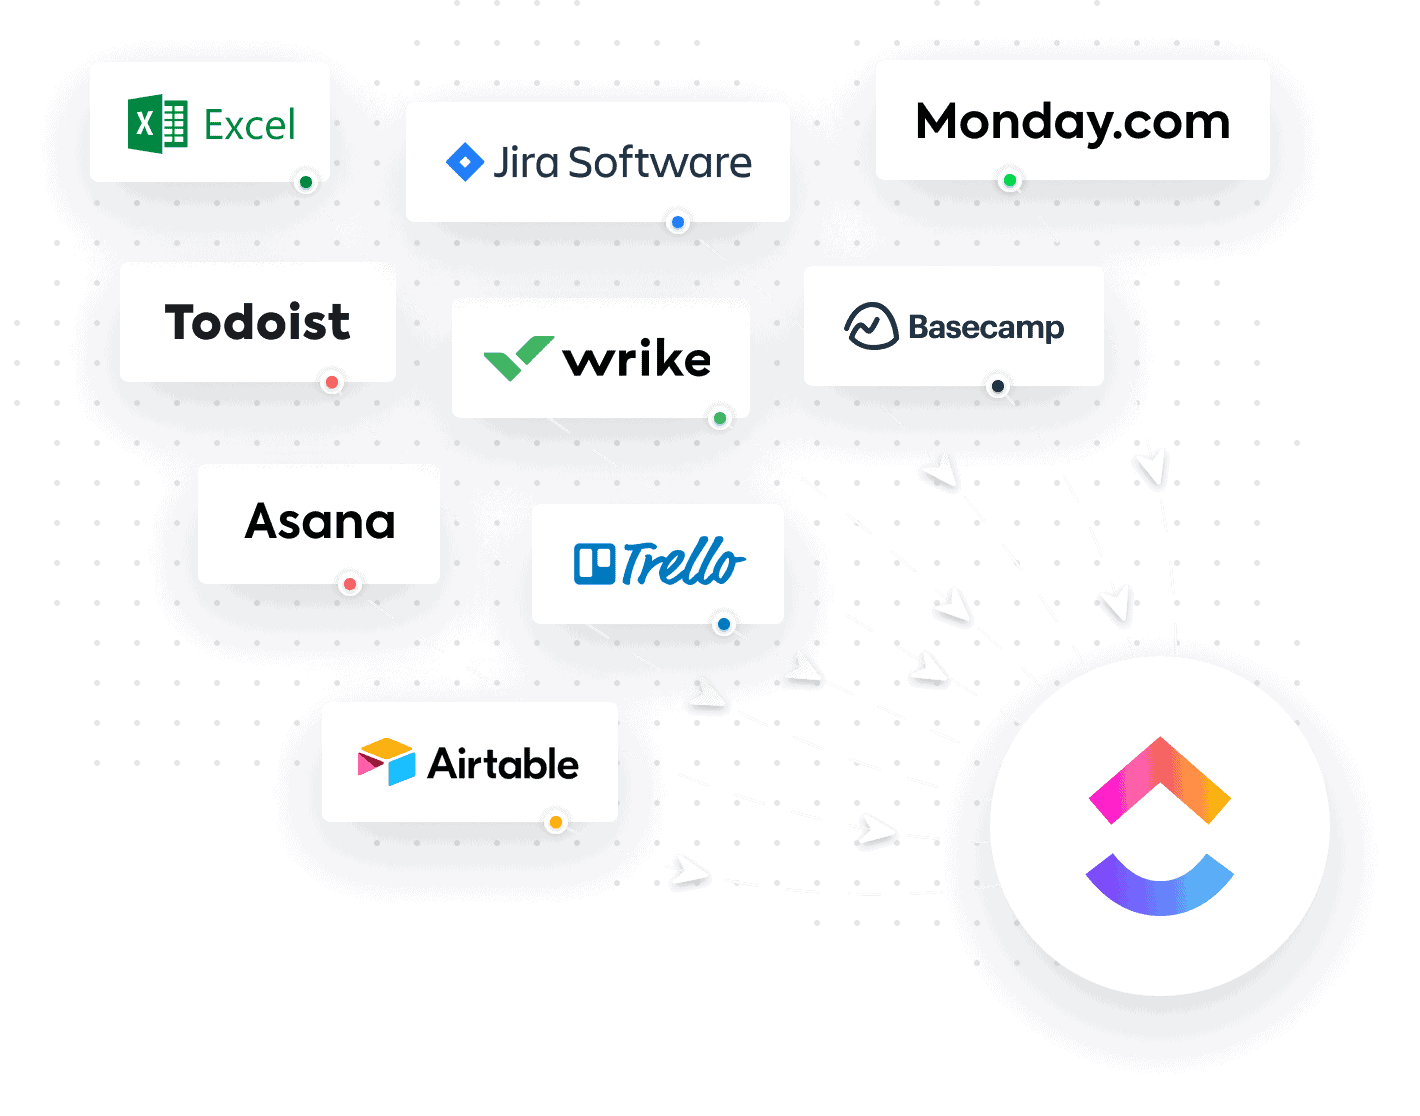 Excel
Jira Software
Monday.com
Todoist
wrike
Basecamp
Asana
Trello
Airtable